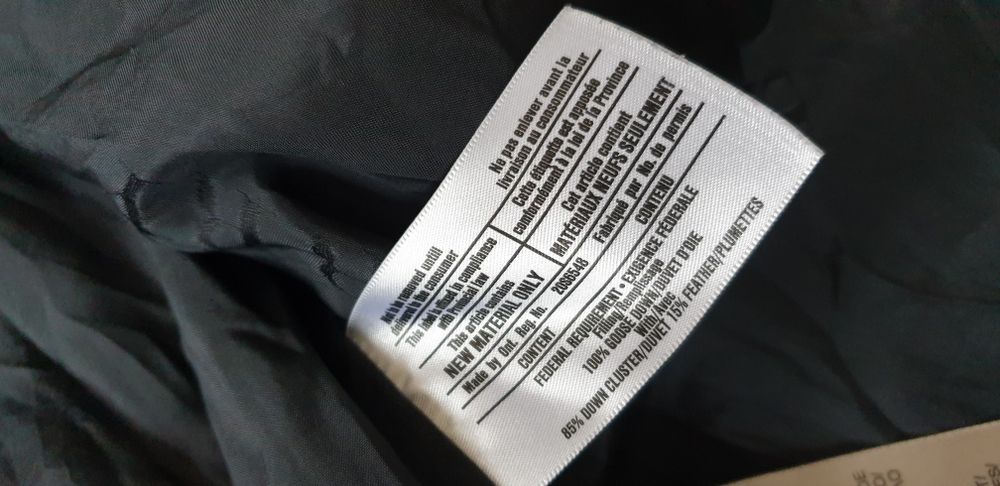 Not to be removed until
delivered to the consumer
This label is affixed in compliance
with Provincial law
This article contains
NEW MATERIAL ONLY
Made by Ont. Reg. No.
Ne pas enlever avant la
livraison au consommateur
Cette étiquette est apposée
conformément à la loi de la Province
Cet article contient
MATÉRIAUX NEUFS SEULEMENT
Fabriqué par No. de permis
CONTENT
CONTENU
FEDERAL REQUIREMENT • EXIGENCE FÉDÉRALE
Filling/Remplissage
100% GOOSE DOWN/DUVET D'OIE
With/Avec
85% DOWN CLUSTER/DUVET /15% FEATHER/PLUMETTES